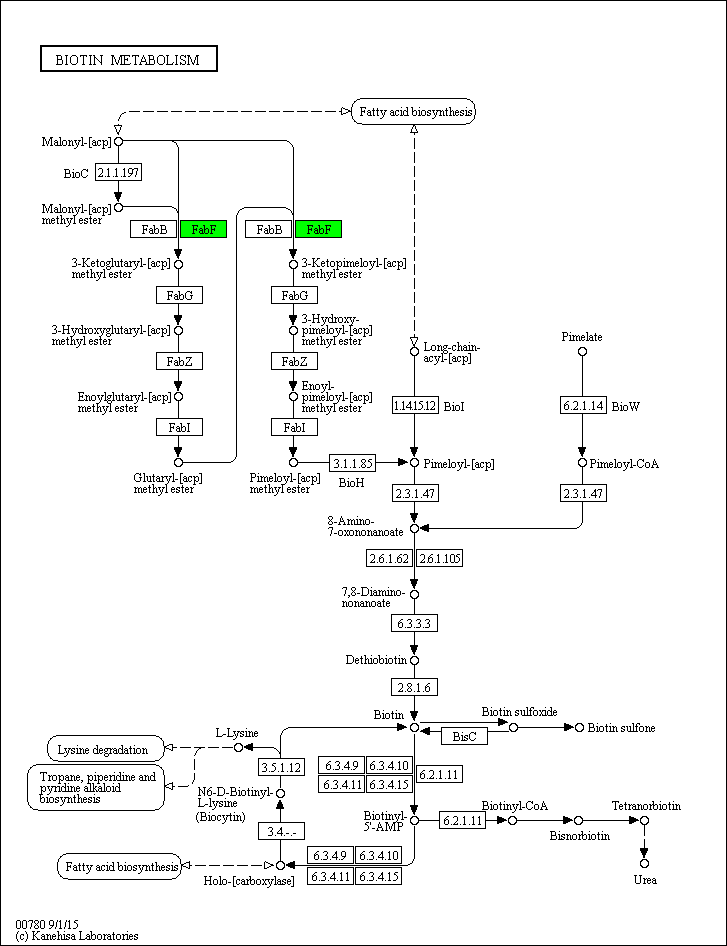 BIOTIN METABOLISM
Fatty acid biosynthesis
Malonyl-[acp]
BioC
2.1.1.197
Malonyl-[acp]
methyl ester
FabB
FabF
FabB
FabF
3-Ketoglutaryl-[acp]
methyl ester
3-Ketopimeloyl-[acp]
methyl ester
FabG
FabG
3-Hydroxyglutaryl-[acp]
methyl ester
3-Hydroxy-
pimeloyl-[acp]
methyl ester
Long-chain-
acyl-[acp]
Pimelate
FabZ
FabZ
Enoylglutaryl-[acp]
methyl ester
Enoyl-
pimeloyl-[acp]
methyl ester
1.14.15.12
BioI
6.2.1.14
BioW
FabI
FabI
Glutaryl-[acp]
methyl ester
Pimeloyl-[acp]
methyl ester
3.1.1.85
BioH
Pimeloyl-[acp]
Pimeloyl-CoA
2.3.1.47
2.3.1.47
8-Amino-
7-oxononanoate
2.6.1.62
2.6.1.105
7,8-Diamino-
nonanoate
6.3.3.3
Dethiobiotin
2.8.1.6
Biotin
Biotin sulfoxide
BisC
Biotin sulfone
L-Lysine
Lysine degradation
3.5.1.12
6.3.4.9
6.3.4.10
6.3.4.11
6.3.4.15
6.2.1.11
Tropane, piperidine and
pyridine alkaloid
biosynthesis
N6-D-Biotinyl-
L-lysine
(Biocytin)
Biotinyl-
5'-AMP
6.2.1.11
Biotinyl-CoA
Bisnorbiotin
Tetranorbiotin
3.4.-.-
Fatty acid biosynthesis
Holo-[carboxylase]
6.3.4.9
6.3.4.10
6.3.4.11
6.3.4.15
Urea
00780 9/1/15
(c) Kanehisa Laboratories